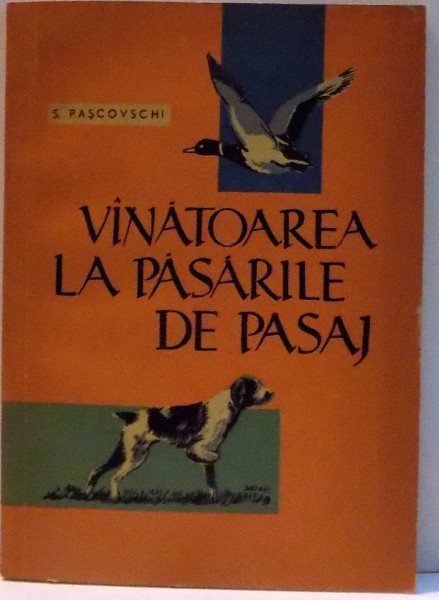 S. PAȘCOVSCHI
VÎNĂTOAREA
LA PĂSĂRILE
DE PASAJ